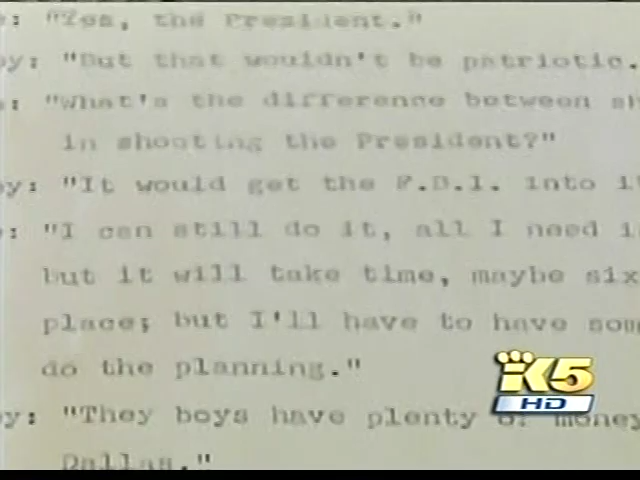 : "Yes, the President."
y: "But that wouldn't be patriotic.
: "What's the difference between sh
in shooting the President?"
y: "It would get the F.B.I. into it
: "I can still do it, all I need i
but it will take time, maybe six
place; but I'll have to have som
do the planning."
K5
HD
y: "They boys have plenty of money
Dallas."